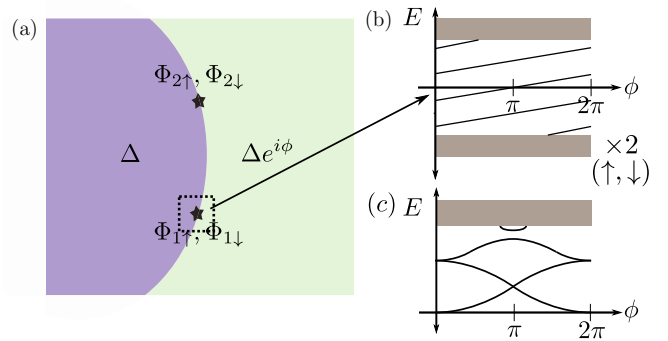 (a)
Φ₂↑, Φ₂↓
Δ
Δe^{iϕ}
Φ₁↑, Φ₁↓
(b)
E
ϕ
π
2π
×2
(↑,↓)
(c)
E
ϕ
π
2π